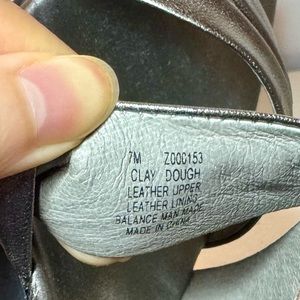 7M Z000153
CLAY DOUGH
LEATHER UPPER
LEATHER LINING
BALANCE MAN MADE
MADE IN CHINA